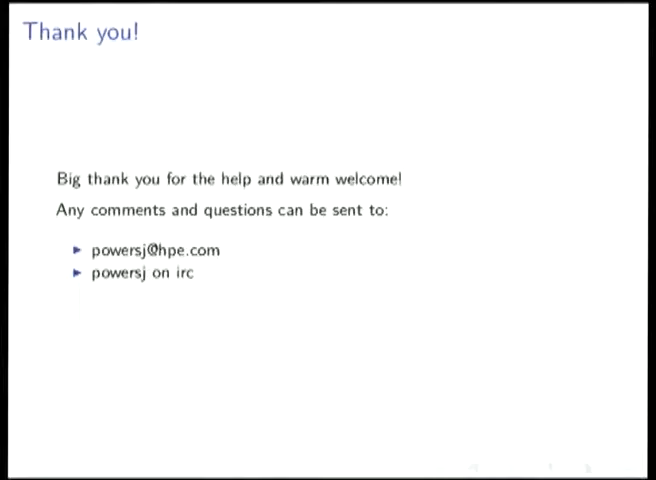 Thank you!
Big thank you for the help and warm welcome!
Any comments and questions can be sent to:
powersj@hpe.com
powersj on irc